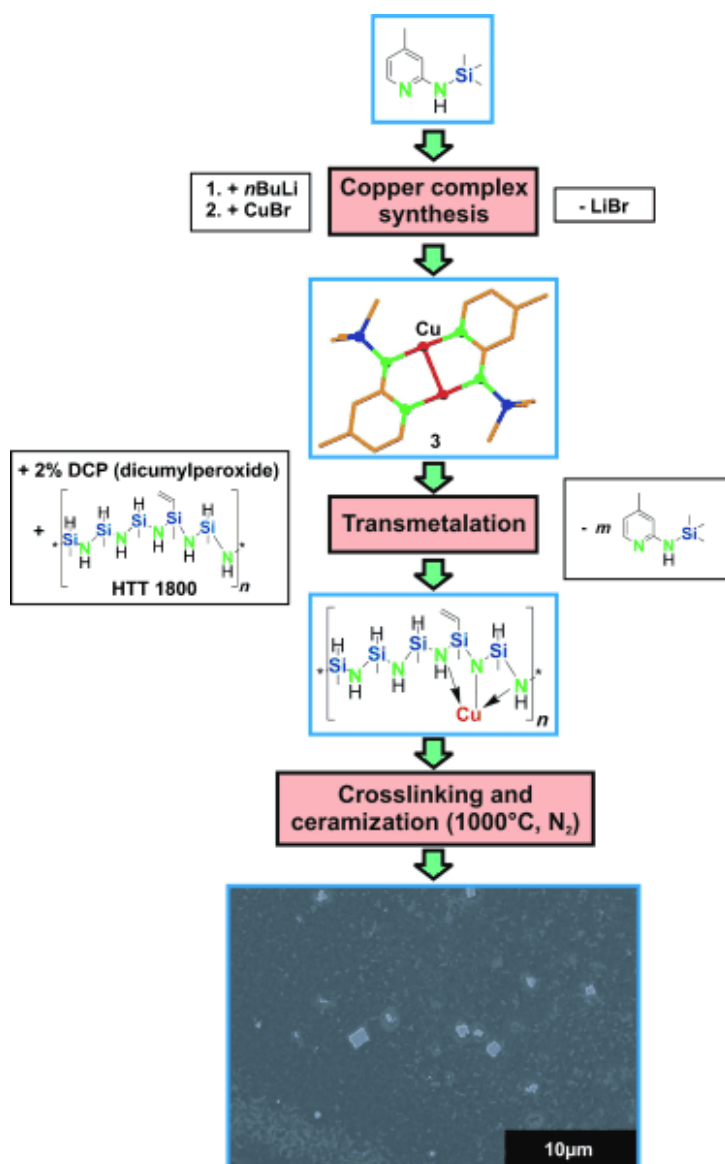 N
N
H
Si
1. + nBuLi
2. + CuBr
Copper complex
synthesis
- LiBr
Cu
3
+ 2% DCP (dicumylperoxide)
+
H
Si
N
H
H
Si
N
H
H
Si
N
H
Si
N
H
H
Si
N
H
*
*
n
HTT 1800
Transmetalation
- m
N
N
H
Si
*
H
Si
N
H
H
Si
N
H
H
Si
N
H
Si
N
H
Si
N
H
*
n
Cu
Crosslinking and
ceramization (1000°C, N₂)
10µm